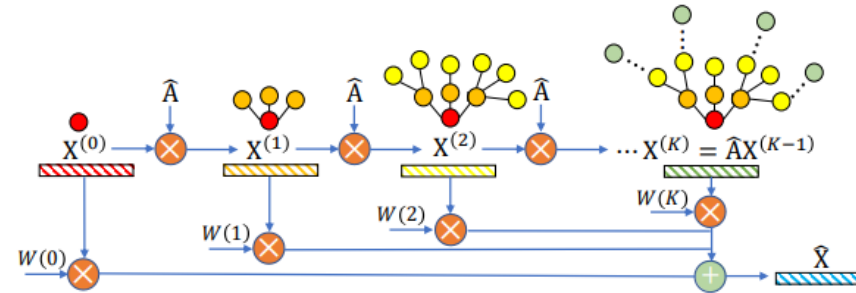 Â Â Â
X⁽⁰⁾ X⁽¹⁾ X⁽²⁾ ⋯ X⁽ᴷ⁾ = ÂX⁽ᴷ⁻¹⁾
W(0) W(1) W(2) W(K)
X̂